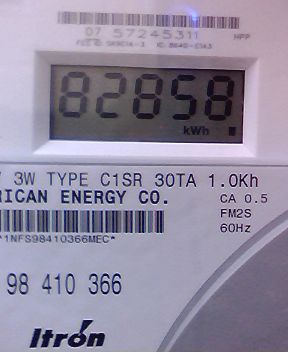 07 57245311 HPP
82858
kWh
3W TYPE C1SR 30TA 1.0Kh
RICAN ENERGY CO.
CA 0.5
FM2S
60Hz
*1NFS98410366MEC*
98 410 366
Itron